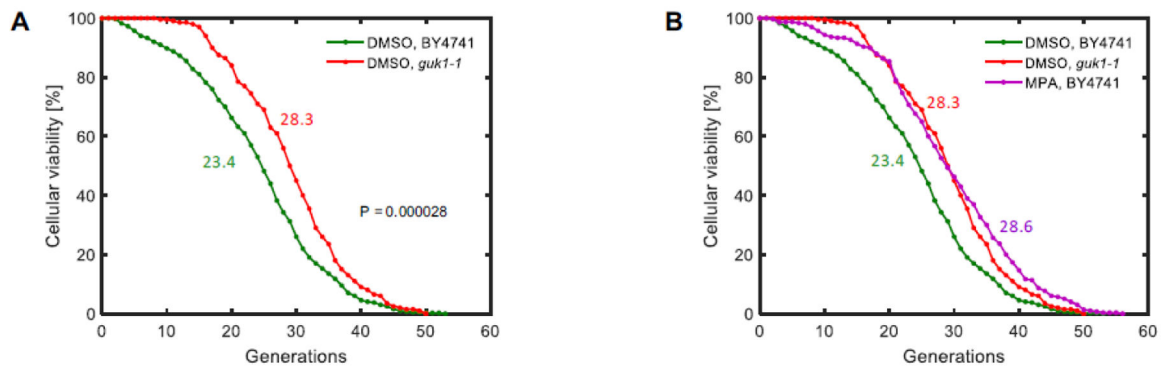 A
Cellular viability [%]
100
80
60
40
20
0
0 10 20 30 40 50 60
Generations
DMSO, BY4741
DMSO, guk1-1
28.3
23.4
P = 0.000028
B
Cellular viability [%]
100
80
60
40
20
0
0 10 20 30 40 50 60
Generations
DMSO, BY4741
DMSO, guk1-1
MPA, BY4741
28.3
23.4
28.6